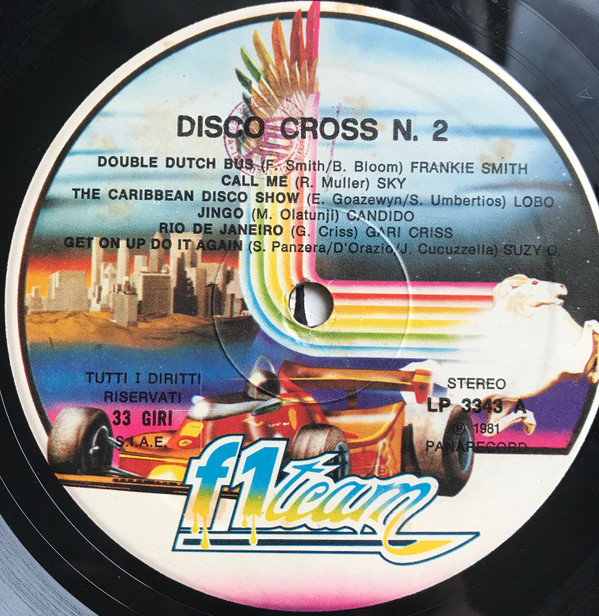 DISCO CROSS N. 2
DOUBLE DUTCH BUS (F. Smith/B. Bloom) FRANKIE SMITH
CALL ME (R. Muller) SKY
THE CARIBBEAN DISCO SHOW (E. Goazewyn/S. Umbertios) LOBO
JINGO (M. Olatunji) CANDIDO
RIO DE JANEIRO (G. Criss) GARI CRISS
GET ON UP DO IT AGAIN (S. Panzera/D'Orazio/J. Cucuzzella) SUZY Q.
TUTTI I DIRITTI
RISERVATI
33 GIRI
S.I.A.E.
STEREO
LP 3343 A
℗ 1981
PANARECORD
f1team